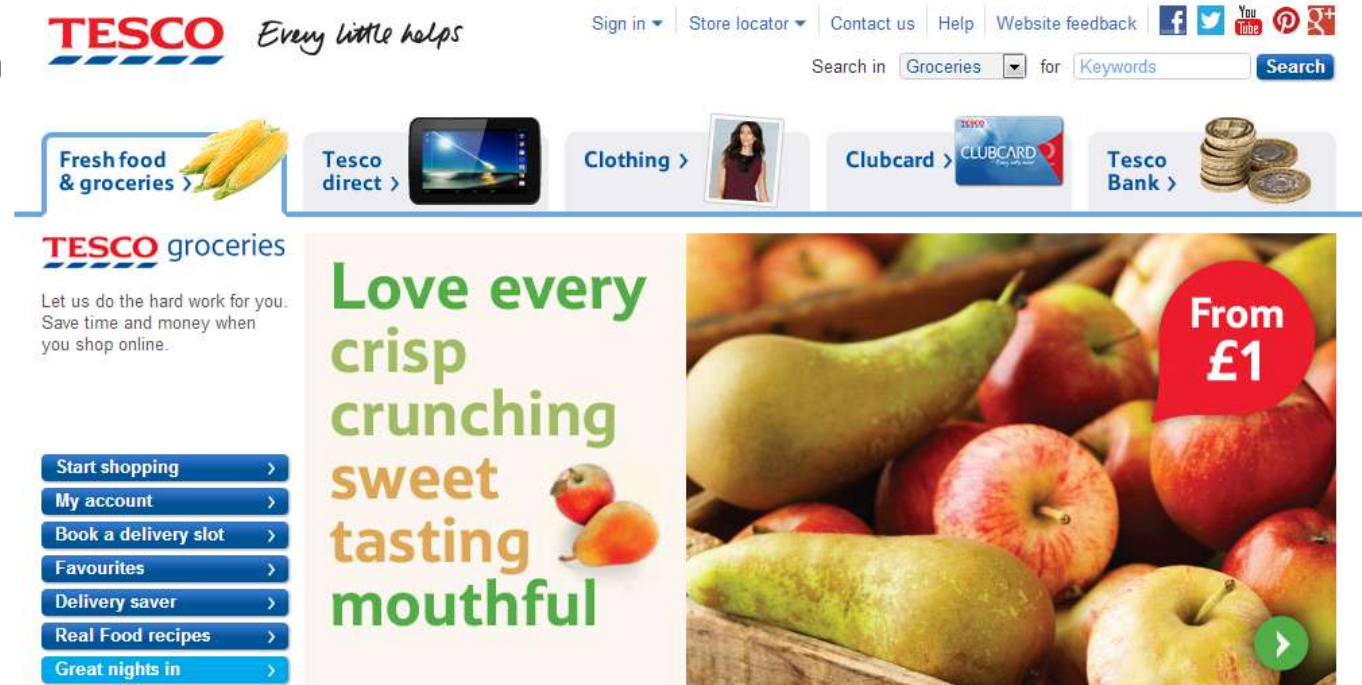 TESCO Every little helps
Sign in Store locator Contact us Help Website feedback You Tube
Search in Groceries for Keywords Search
Fresh food
& groceries >
Tesco
direct >
Clothing >
TESCO
CLUBCARD
Clubcard >
Tesco
Bank >
TESCO groceries
Let us do the hard work for you.
Save time and money when
you shop online.
Start shopping >
My account >
Book a delivery slot >
Favourites >
Delivery saver >
Real Food recipes >
Great nights in >
Love every
crisp
crunching
sweet
tasting
mouthful
From
£1